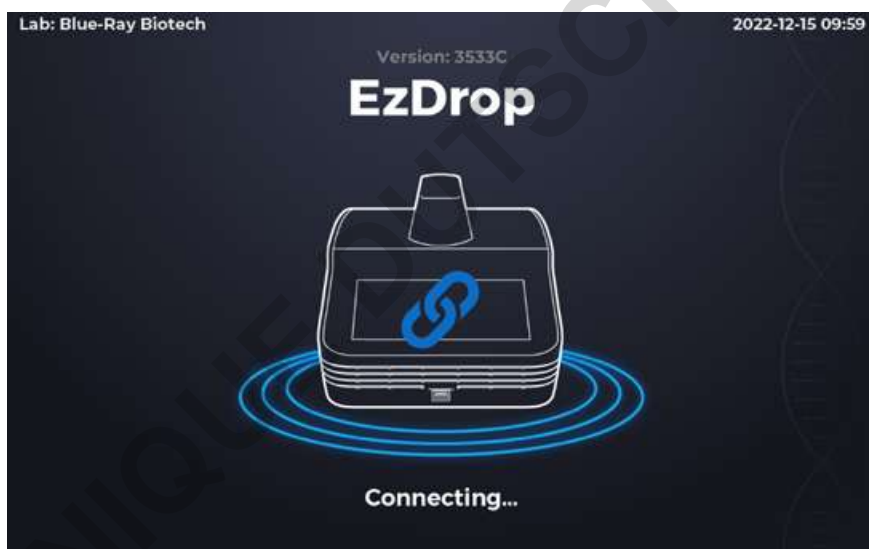 Lab: Blue-Ray Biotech
2022-12-15 09:59
Version: 3533C
EzDrop
Connecting...